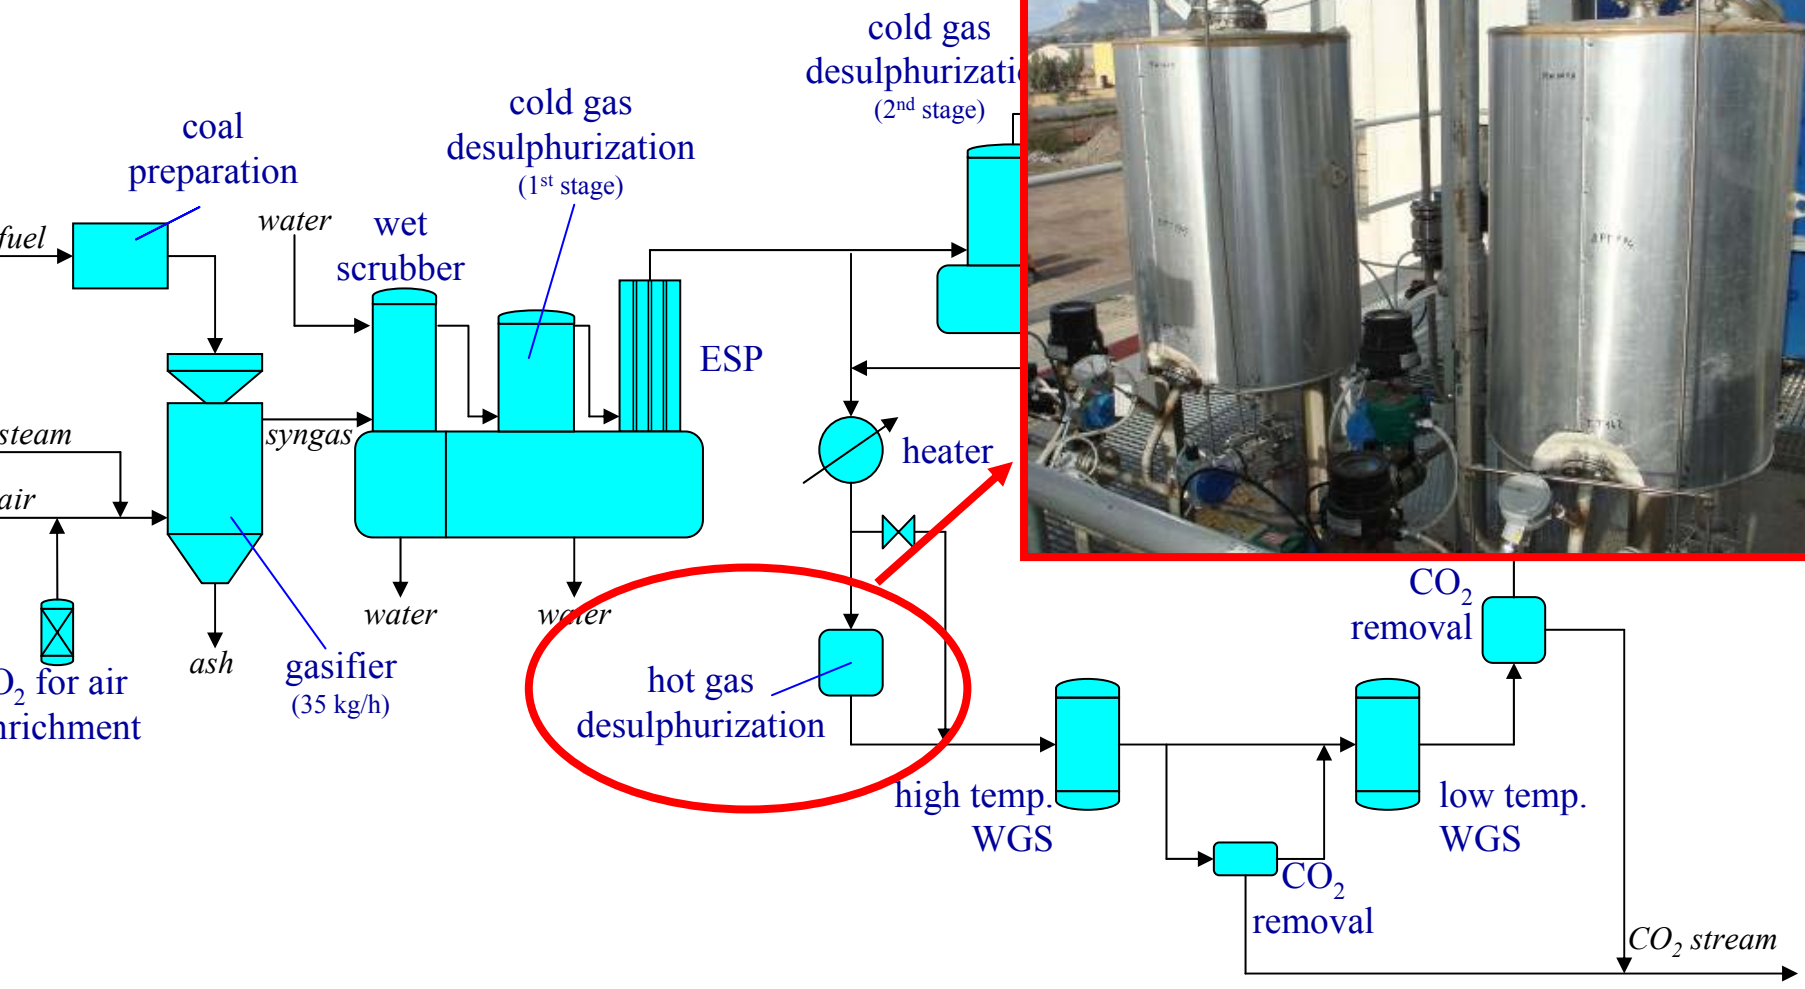 cold gas
desulphurizati
(2nd stage)
cold gas
desulphurization
(1st stage)
coal
preparation
fuel
water
wet
scrubber
ESP
steam
syngas
air
heater
water
water
ash
O2 for air
nrichment
gasifier
(35 kg/h)
hot gas
desulphurization
CO2
removal
high temp.
WGS
low temp.
WGS
CO2
removal
CO2 stream